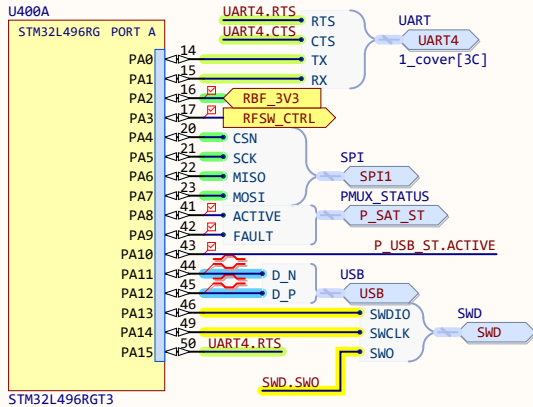 U400A
STM32L496RG PORT A
UART4.RTS
RTS
UART
UART4.CTS
CTS
UART4
PA0 14 TX
1_cover[3C]
PA1 15 RX
PA2 16 RBF_3V3
PA3 17 RFSW_CTRL
PA4 20 CSN
PA5 21 SCK
SPI
PA6 22 MISO
SPI1
PA7 23 MOSI
PMUX_STATUS
PA8 41 ACTIVE
P_SAT_ST
PA9 42 FAULT
PA10 43 P_USB_ST.ACTIVE
PA11 44 D_N
USB
PA12 45 D_P
USB
PA13 46 SWDIO
SWD
PA14 49 SWCLK
SWD
PA15 50 UART4.RTS
SWO
SWD.SWO
STM32L496RGT3